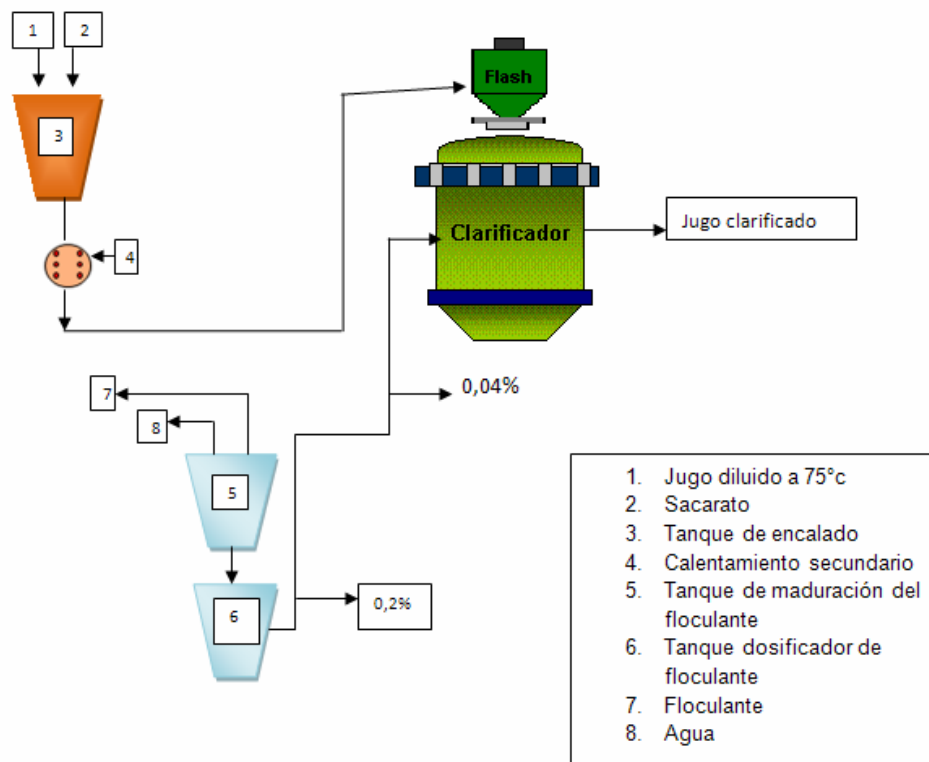 1
2
Flash
3
Clarificador
Jugo clarificado
4
7
0,04%
8
5
6
0,2%
1. Jugo diluido a 75°c
2. Sacarato
3. Tanque de encalado
4. Calentamiento secundario
5. Tanque de maduración del
floculante
6. Tanque dosificador de
floculante
7. Floculante
8. Agua